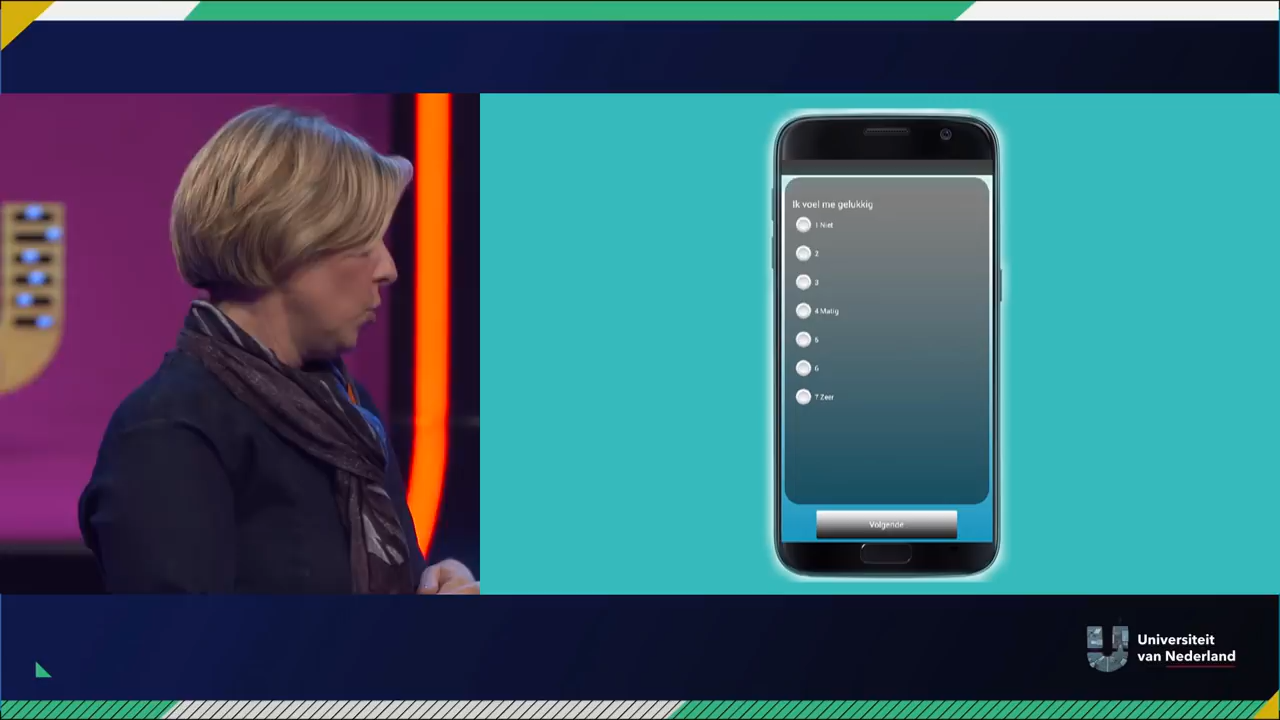 Ik voel me gelukkig
1 Niet
2
3
4 Matig
5
6
7 Zeer
Volgende
Universiteit
van Nederland